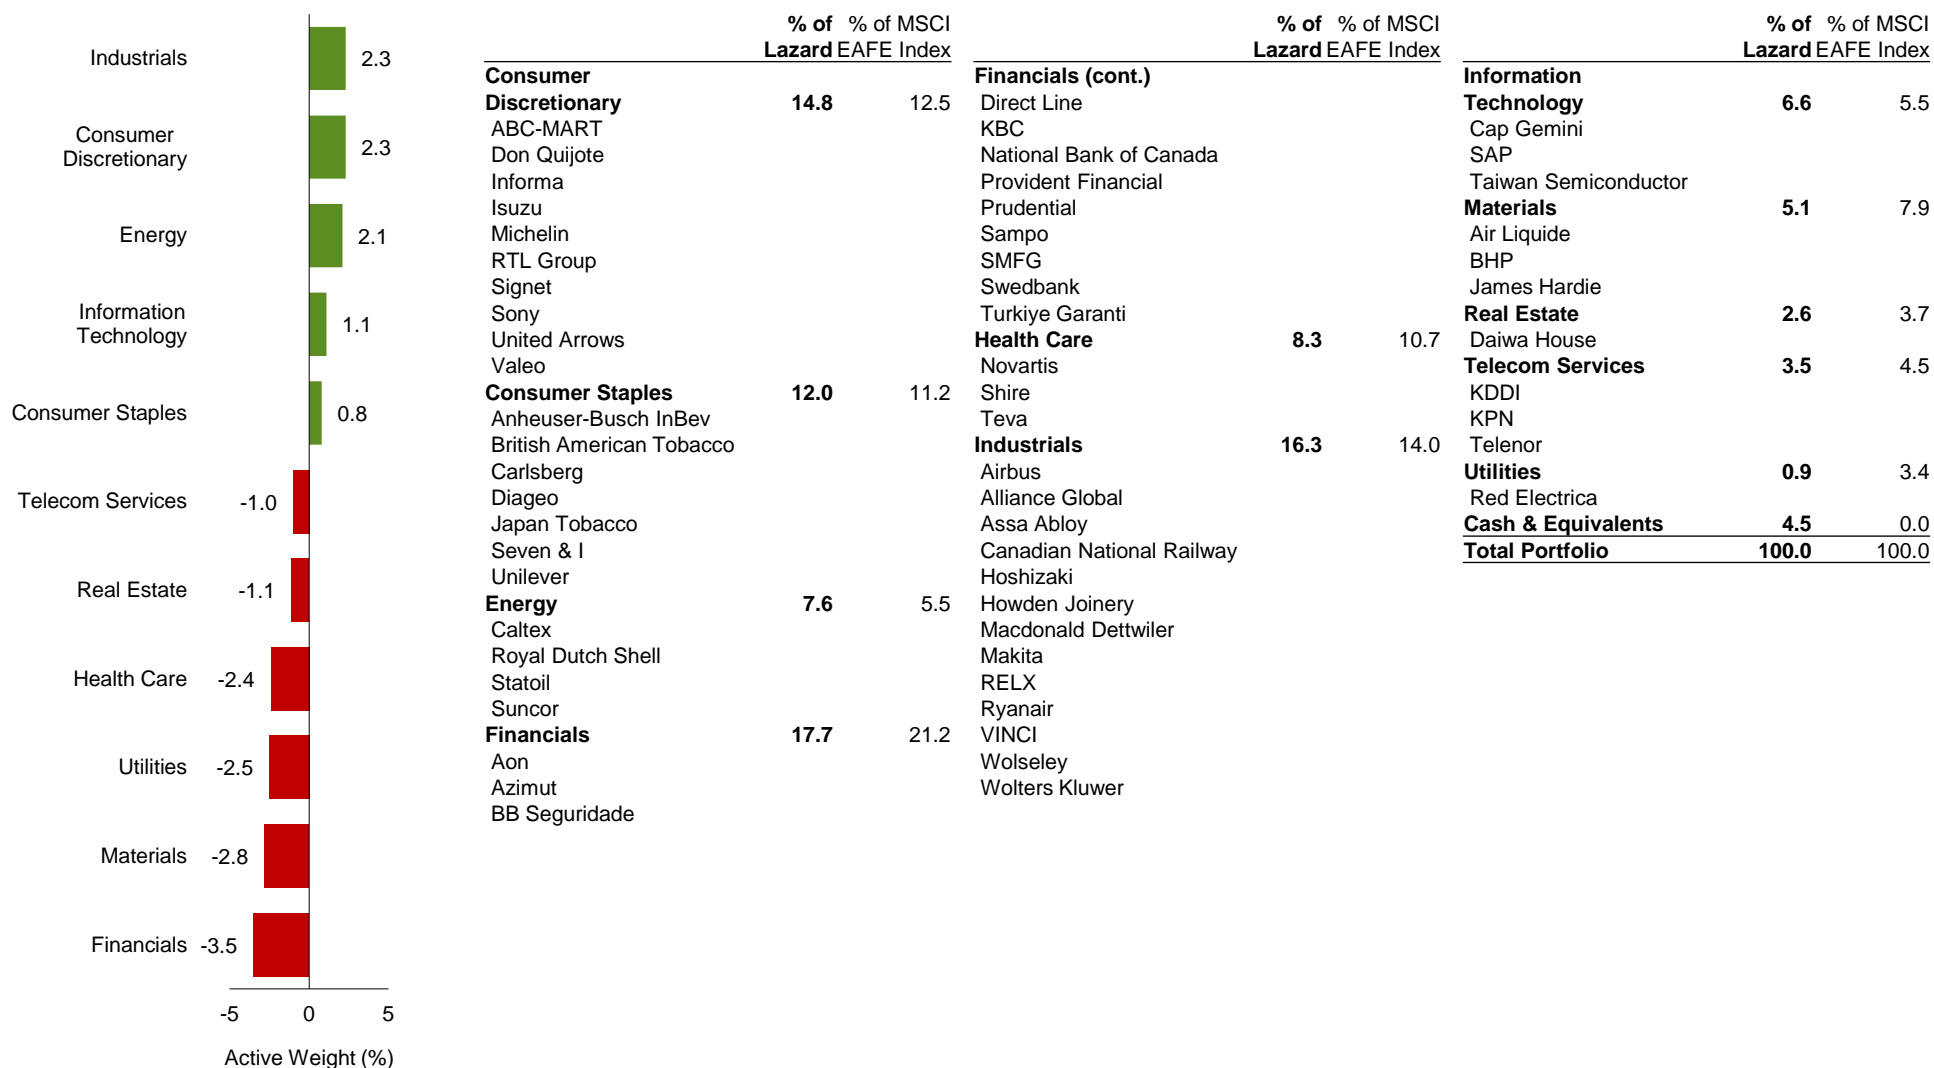 Industrials 2.3
Consumer
Discretionary 2.3
Energy 2.1
Information
Technology 1.1
Consumer Staples 0.8
Telecom Services -1.0
Real Estate -1.1
Health Care -2.4
Utilities -2.5
Materials -2.8
Financials -3.5
-5 0 5
Active Weight (%)
% of % of MSCI
Lazard EAFE Index
Consumer
Discretionary 14.8 12.5
ABC-MART
Don Quijote
Informa
Isuzu
Michelin
RTL Group
Signet
Sony
United Arrows
Valeo
Consumer Staples 12.0 11.2
Anheuser-Busch InBev
British American Tobacco
Carlsberg
Diageo
Japan Tobacco
Seven & I
Unilever
Energy 7.6 5.5
Caltex
Royal Dutch Shell
Statoil
Suncor
Financials 17.7 21.2
Aon
Azimut
BB Seguridade
% of % of MSCI
Lazard EAFE Index
Financials (cont.)
Direct Line
KBC
National Bank of Canada
Provident Financial
Prudential
Sampo
SMFG
Swedbank
Turkiye Garanti
Health Care 8.3 10.7
Novartis
Shire
Teva
Industrials 16.3 14.0
Airbus
Alliance Global
Assa Abloy
Canadian National Railway
Hoshizaki
Howden Joinery
Macdonald Dettwiler
Makita
RELX
Ryanair
VINCI
Wolseley
Wolters Kluwer
% of % of MSCI
Lazard EAFE Index
Information
Technology 6.6 5.5
Cap Gemini
SAP
Taiwan Semiconductor
Materials 5.1 7.9
Air Liquide
BHP
James Hardie
Real Estate 2.6 3.7
Daiwa House
Telecom Services 3.5 4.5
KDDI
KPN
Telenor
Utilities 0.9 3.4
Red Electrica
Cash & Equivalents 4.5 0.0
Total Portfolio 100.0 100.0